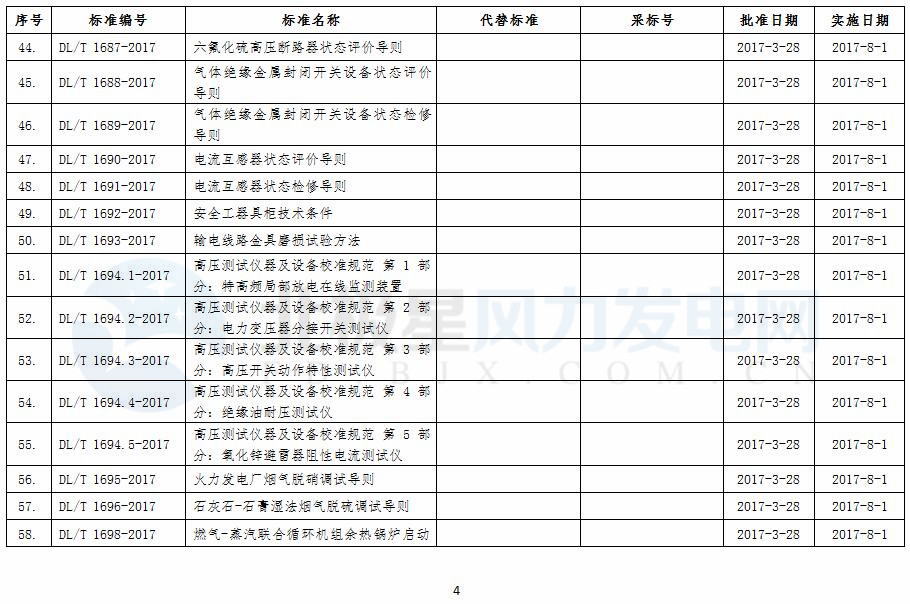 序号 标准编号 标准名称 代替标准 采标号 批准日期 实施日期
44. DL/T 1687-2017 六氟化硫高压断路器状态评价导则 2017-3-28 2017-8-1
45. DL/T 1688-2017 气体绝缘金属封闭开关设备状态评价
导则 2017-3-28 2017-8-1
46. DL/T 1689-2017 气体绝缘金属封闭开关设备状态检修
导则 2017-3-28 2017-8-1
47. DL/T 1690-2017 电流互感器状态评价导则 2017-3-28 2017-8-1
48. DL/T 1691-2017 电流互感器状态检修导则 2017-3-28 2017-8-1
49. DL/T 1692-2017 安全工器具柜技术条件 2017-3-28 2017-8-1
50. DL/T 1693-2017 输电线路金具磨损试验方法 2017-3-28 2017-8-1
51. DL/T 1694.1-2017 高压测试仪器及设备校准规范 第 1 部
分：特高频局部放电在线监测装置 2017-3-28 2017-8-1
52. DL/T 1694.2-2017 高压测试仪器及设备校准规范 第 2 部
分：电力变压器分接开关测试仪 2017-3-28 2017-8-1
53. DL/T 1694.3-2017 高压测试仪器及设备校准规范 第 3 部
分：高压开关动作特性测试仪 2017-3-28 2017-8-1
54. DL/T 1694.4-2017 高压测试仪器及设备校准规范 第 4 部
分：绝缘油耐压测试仪 2017-3-28 2017-8-1
55. DL/T 1694.5-2017 高压测试仪器及设备校准规范 第 5 部
分：氧化锌避雷器阻性电流测试仪 2017-3-28 2017-8-1
56. DL/T 1695-2017 火力发电厂烟气脱硝调试导则 2017-3-28 2017-8-1
57. DL/T 1696-2017 石灰石-石膏湿法烟气脱硫调试导则 2017-3-28 2017-8-1
58. DL/T 1698-2017 燃气-蒸汽联合循环机组余热锅炉启动 2017-3-28 2017-8-1
4